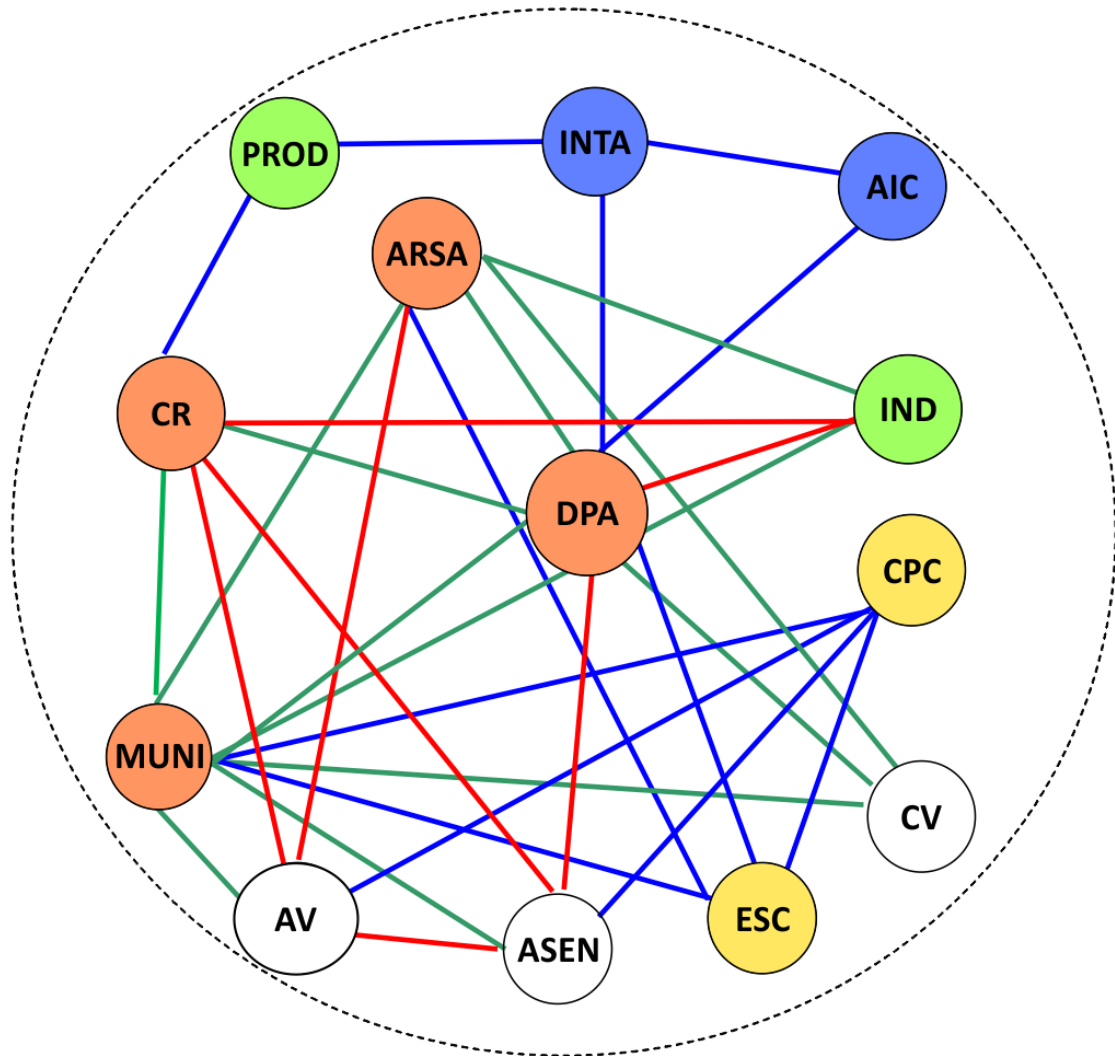 PROD
INTA
AIC
ARSA
CR
IND
DPA
CPC
MUNI
CV
AV
ASEN
ESC